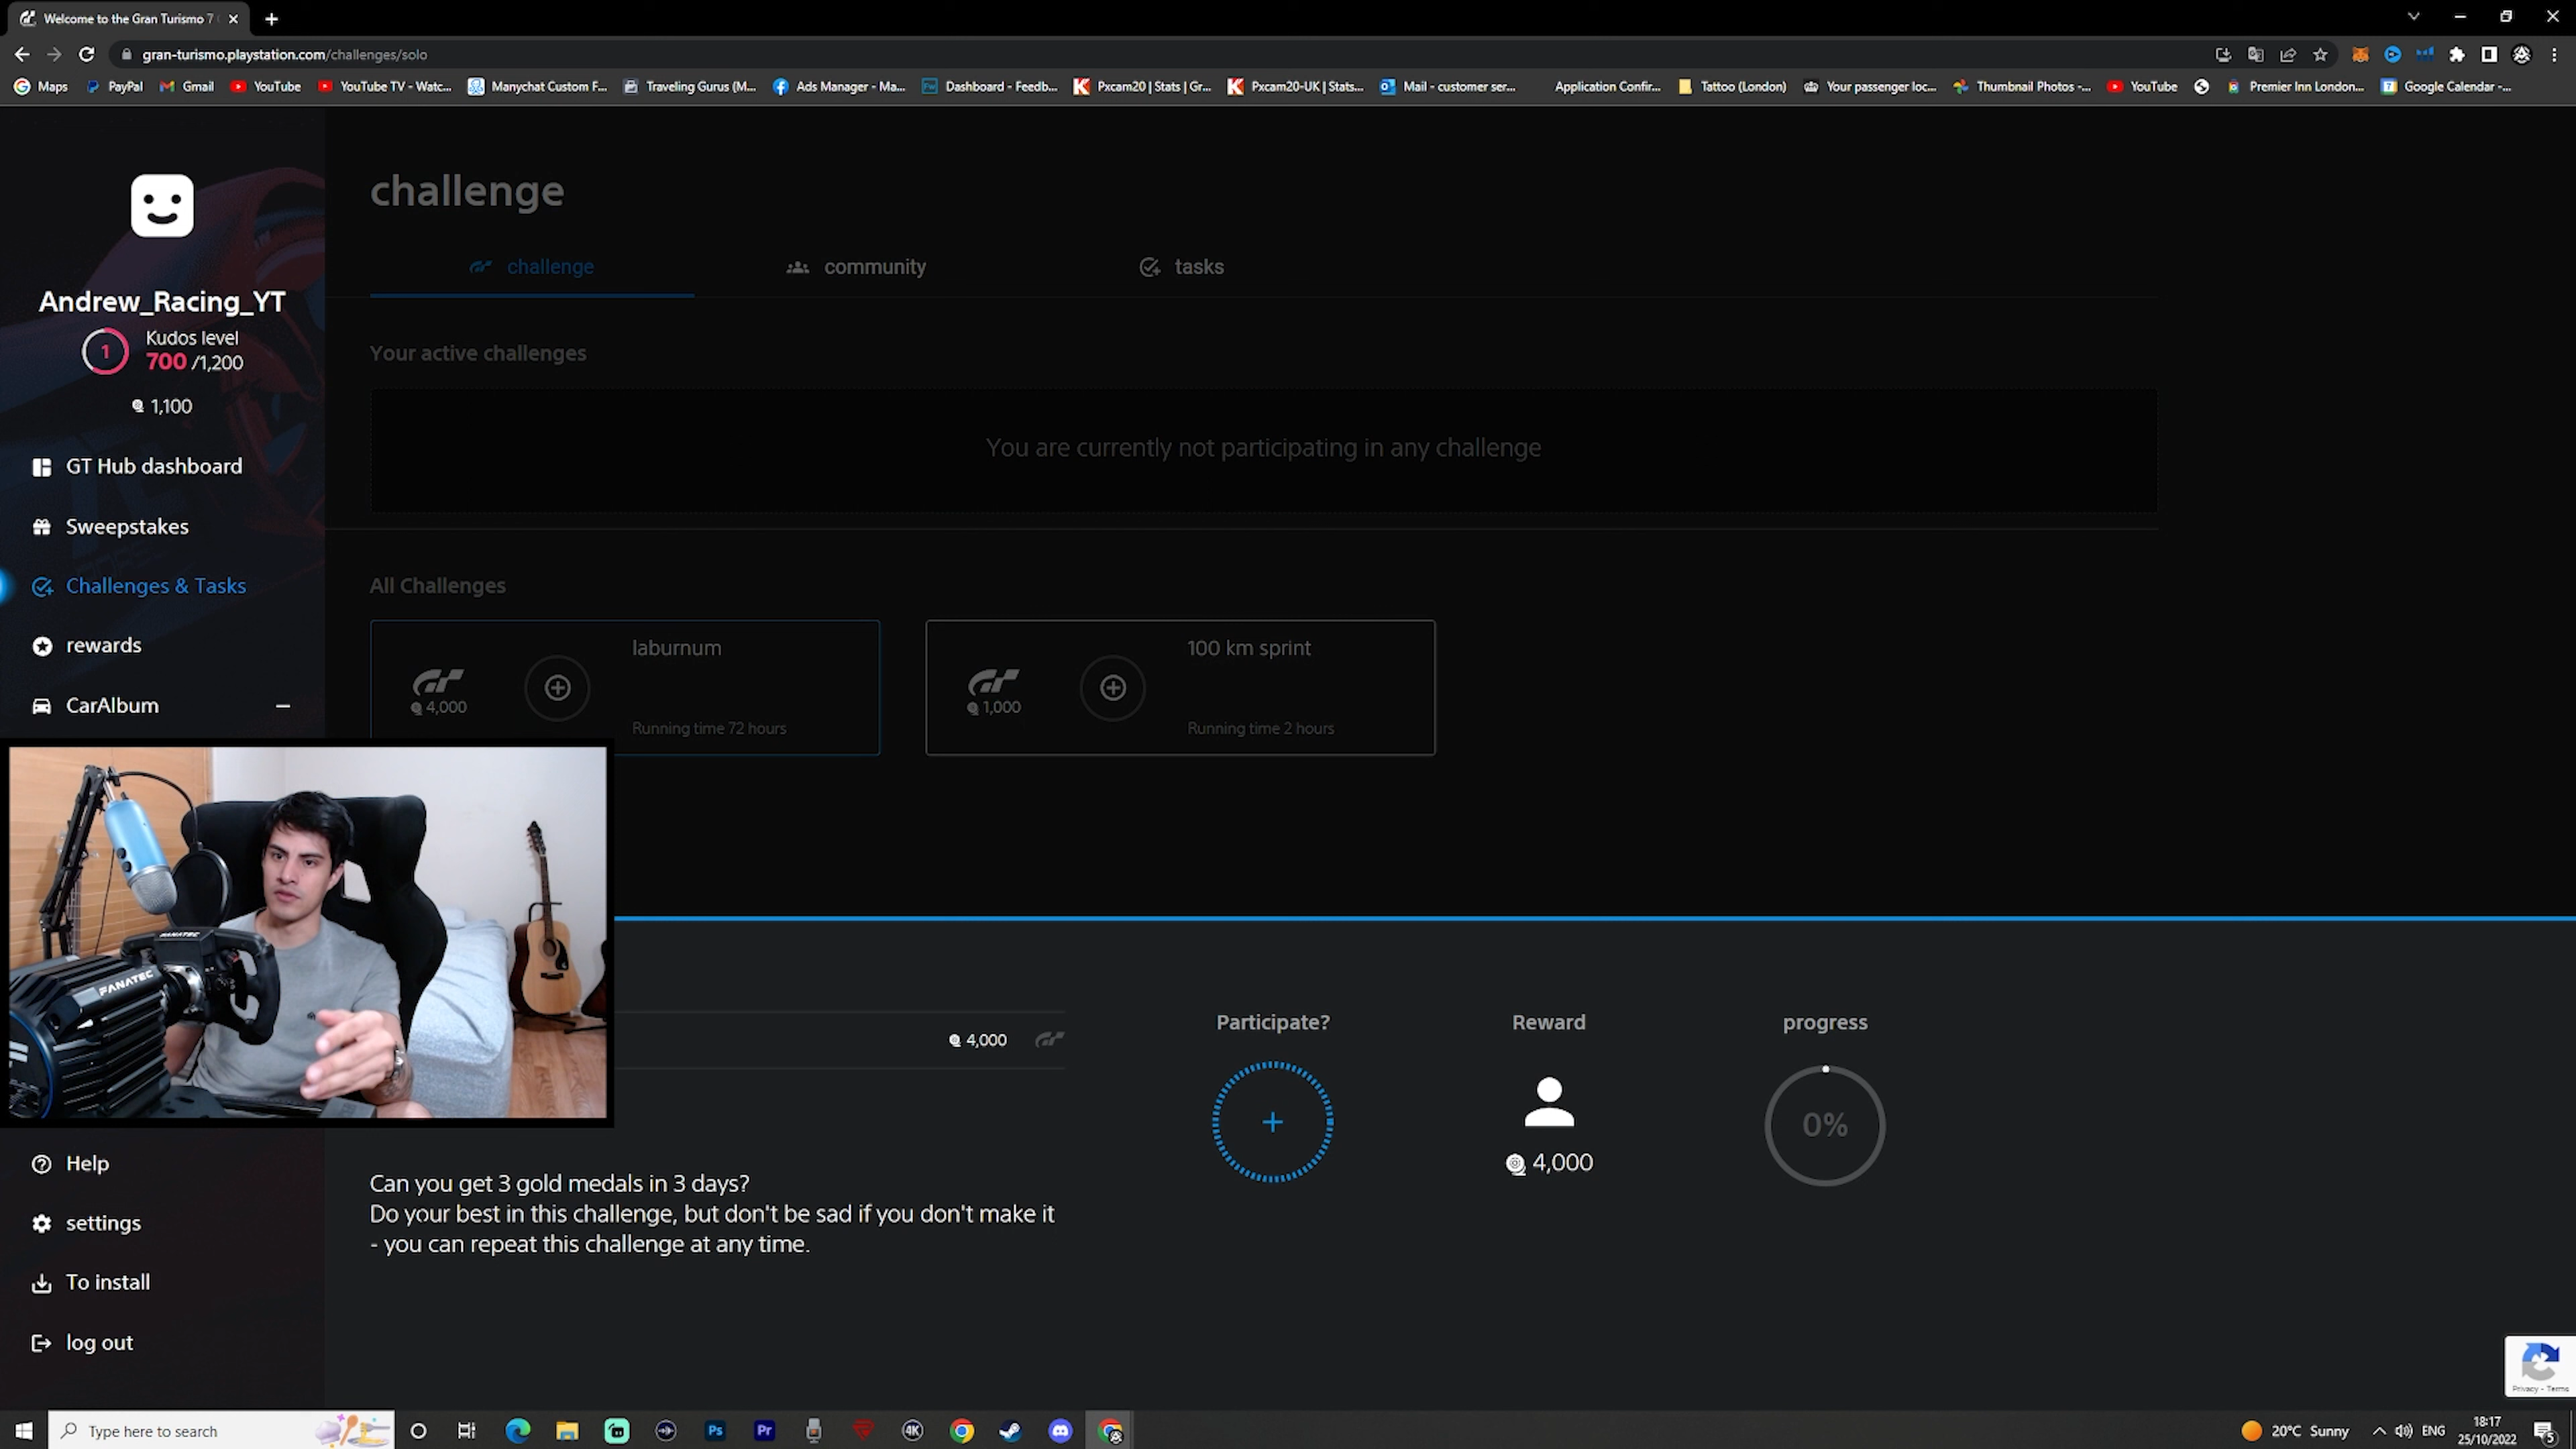 Welcome to the Gran Turismo 7
gran-turismo.playstation.com/challenges/solo
Maps PayPal Gmail YouTube YouTube TV - Watc... Manychat Custom F... Traveling Gurus (M... Ads Manager - Ma... Dashboard - Feedb... Pxcam20 | Stats | Gr... Pxcam20-UK | Stats... Mail - customer ser... Application Confir... Tattoo (London) Your passenger loc... Thumbnail Photos -... YouTube Premier Inn London... Google Calendar -...
challenge
challenge community tasks
Andrew_Racing_YT
1 Kudos level
700 /1,200
1,100
GT Hub dashboard
Sweepstakes
Challenges & Tasks
rewards
CarAlbum
Your active challenges
You are currently not participating in any challenge
All Challenges
laburnum
4,000
Running time 72 hours
100 km sprint
1,000
Running time 2 hours
FANATEC
FANATEC
4,000
Participate?
Reward
4,000
progress
0%
Can you get 3 gold medals in 3 days?
Do your best in this challenge, but don't be sad if you don't make it
- you can repeat this challenge at any time.
Help
settings
To install
log out
Privacy - Terms
Type here to search
Ps Pr 4K
20°C Sunny ENG
18:17
25/10/2022
5